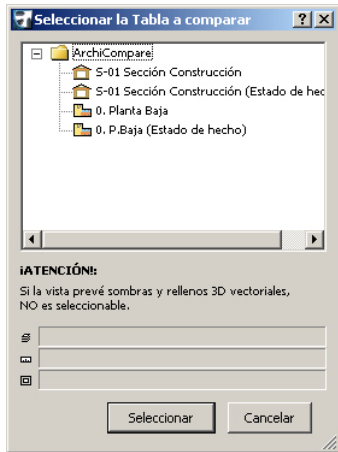 Seleccionar la Tabla a comparar
ArchiCompare
S-01 Sección Construcción
S-01 Sección Construcción (Estado de hec
0. Planta Baja
0. P.Baja (Estado de hecho)
¡ATENCIÓN!:
Si la vista prevé sombras y rellenos 3D vectoriales,
NO es seleccionable.
Seleccionar Cancelar